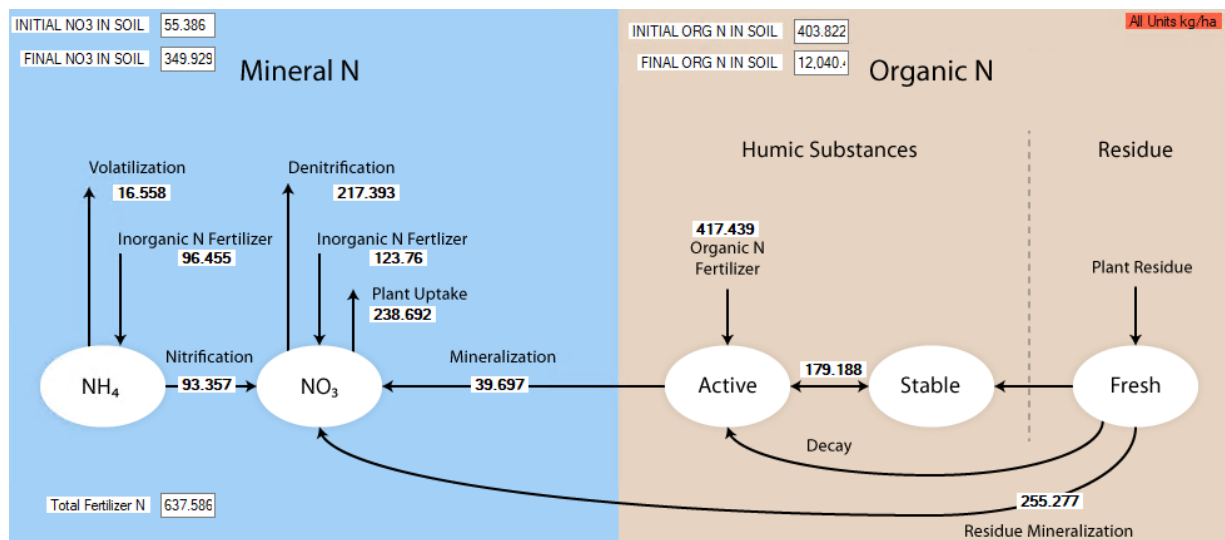 INITIAL NO3 IN SOIL 55.386
FINAL NO3 IN SOIL 349.929
Mineral N
INITIAL ORG N IN SOIL 403.822
FINAL ORG N IN SOIL 12,040.
All Units kg/ha
Organic N
Humic Substances
Residue
Volatilization
16.558
Denitrification
217.393
Inorganic N Fertilizer
96.455
Inorganic N Fertlizer
123.76
Plant Uptake
238.692
417.439
Organic N
Fertilizer
Plant Residue
Nitrification
93.357
Mineralization
39.697
179.188
NH₄
NO₃
Active
Stable
Fresh
Decay
Total Fertilizer N 637.586
255.277
Residue Mineralization